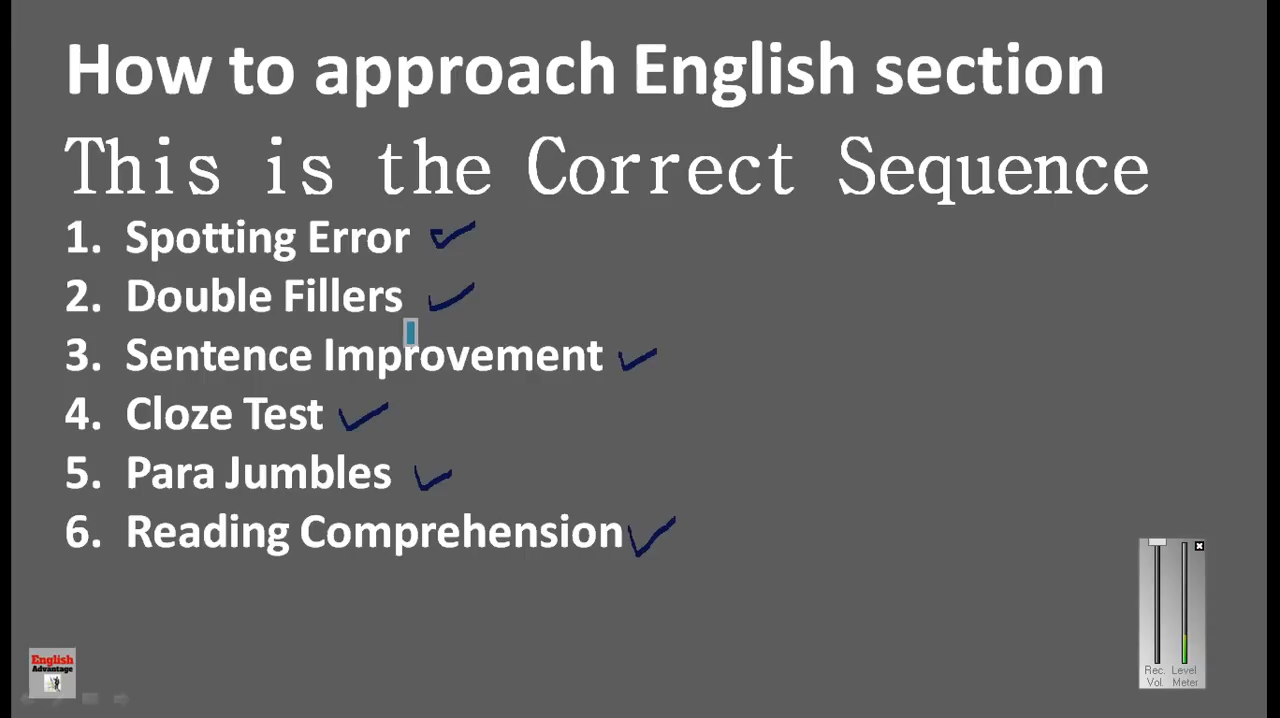 How to approach English section
This is the Correct Sequence
1. Spotting Error
2. Double Fillers
3. Sentence Improvement
4. Cloze Test
5. Para Jumbles
6. Reading Comprehension
English
Advantage
Rec. Level
Vol. Meter